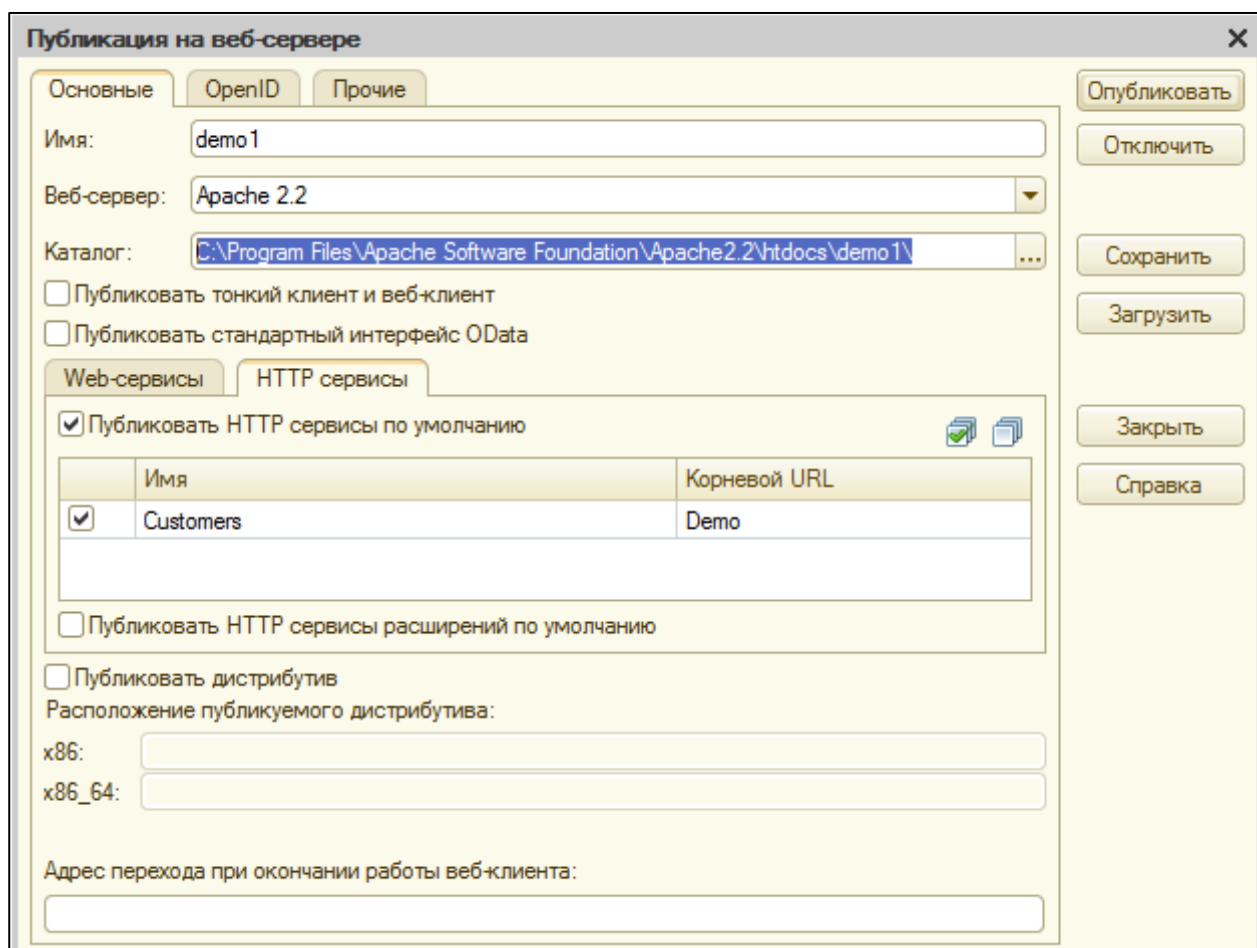 Публикация на веб-сервере
Основные OpenID Прочие Опубликовать
Имя: demo1
Отключить
Веб-сервер: Apache 2.2
Каталог: C:\Program Files\Apache Software Foundation\Apache2.2\htdocs\demo1\ ... Сохранить
Публиковать тонкий клиент и веб-клиент
Загрузить
Публиковать стандартный интерфейс OData
Web-сервисы HTTP сервисы
Публиковать HTTP сервисы по умолчанию Закрыть
Имя Корневой URL Справка
Customers Demo
Публиковать HTTP сервисы расширений по умолчанию
Публиковать дистрибутив
Расположение публикуемого дистрибутива:
x86:
x86_64:
Адрес перехода при окончании работы веб-клиента: